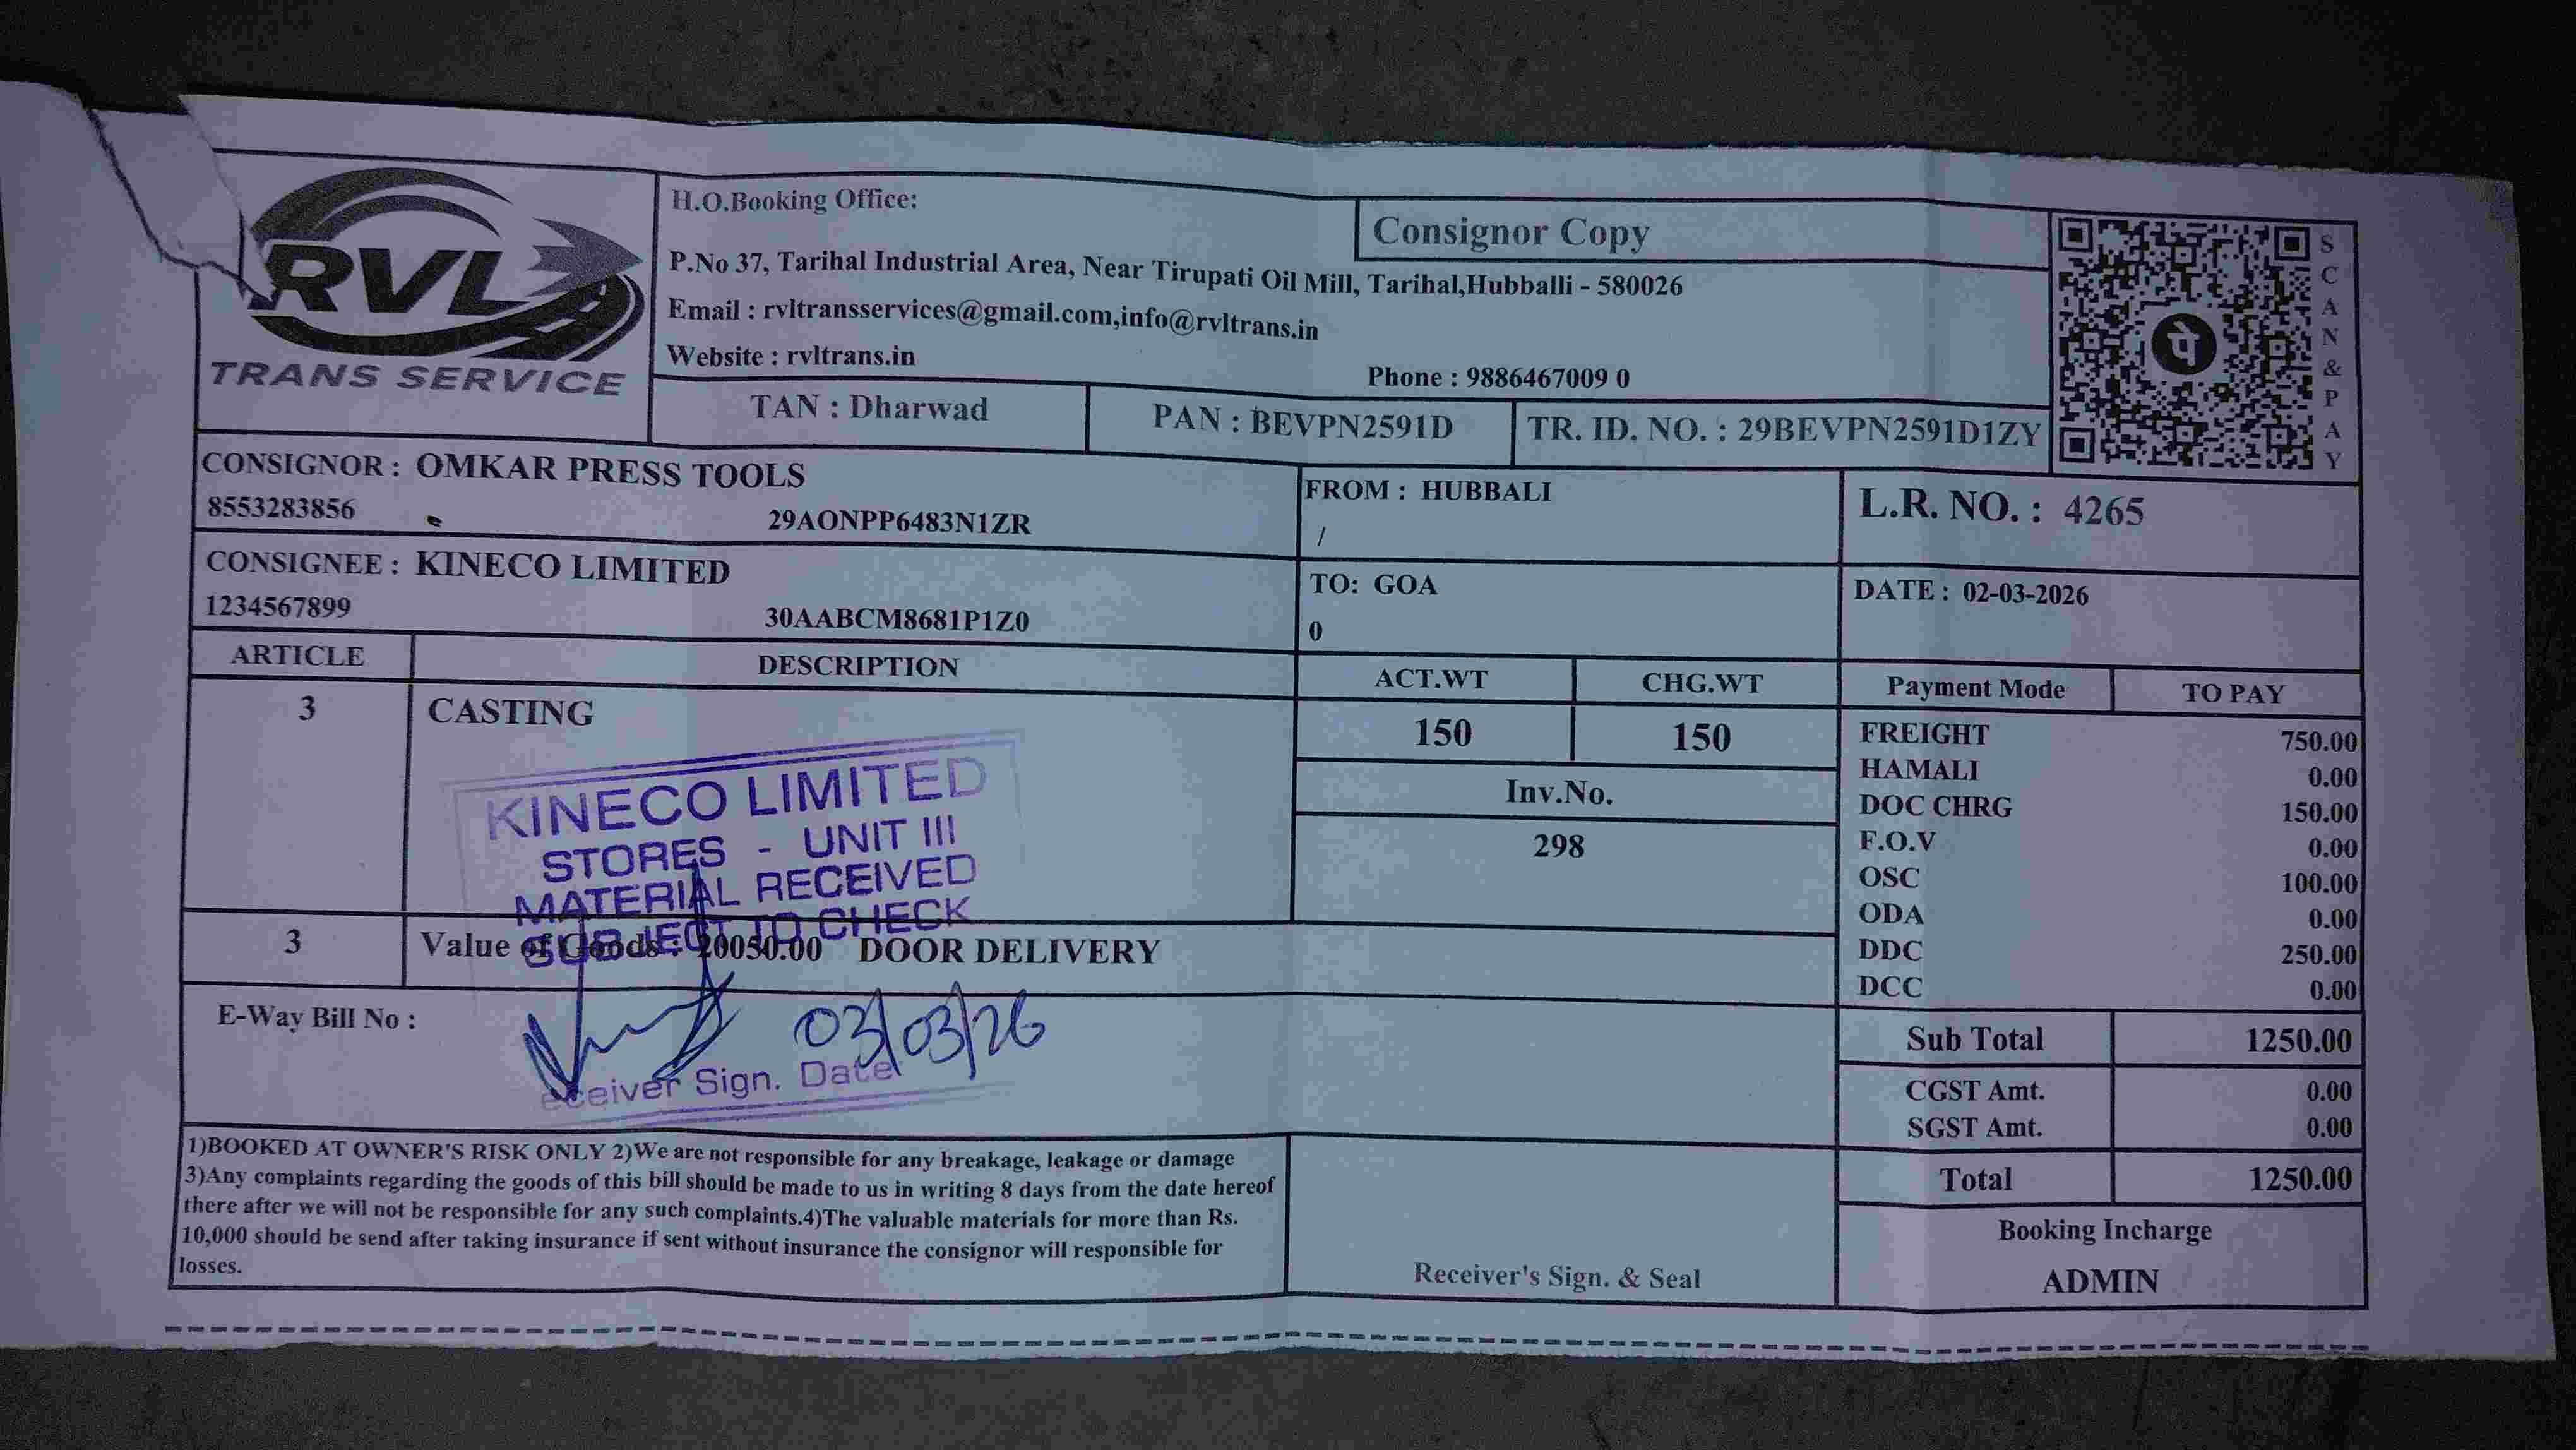 RVL
TRANS SERVICE
H.O.Booking Office:
Consignor Copy
P.No 37, Tarihal Industrial Area, Near Tirupati Oil Mill, Tarihal,Hubballi - 580026
Email : rvltransservices@gmail.com,info@rvltrans.in
Website : rvltrans.in
Phone : 9886467009 0
TAN : Dharwad
PAN : BEVPN2591D
TR. ID. NO. : 29BEVPN2591D1ZY
पे
SCAN&PAY
CONSIGNOR : OMKAR PRESS TOOLS
8553283856 29AONPP6483N1ZR
FROM : HUBBALI
/
L.R. NO. : 4265
CONSIGNEE : KINECO LIMITED
1234567899 30AABCM8681P1Z0
TO: GOA
0
DATE : 02-03-2026
ARTICLE DESCRIPTION ACT.WT CHG.WT Payment Mode TO PAY
3 CASTING 150 150
Inv.No.
298
FREIGHT 750.00
HAMALI 0.00
DOC CHRG 150.00
F.O.V 0.00
OSC 100.00
ODA 0.00
DDC 250.00
DCC 0.00
KINECO LIMITED
STORES - UNIT III
MATERIAL RECEIVED
SUBJECT TO CHECK
3 Value of Goods : 20050.00 DOOR DELIVERY
E-Way Bill No :
03/03/26
eceiver Sign. Date
Sub Total 1250.00
CGST Amt. 0.00
SGST Amt. 0.00
Total 1250.00
Booking Incharge
ADMIN
1)BOOKED AT OWNER'S RISK ONLY 2)We are not responsible for any breakage, leakage or damage
3)Any complaints regarding the goods of this bill should be made to us in writing 8 days from the date hereof
there after we will not be responsible for any such complaints.4)The valuable materials for more than Rs.
10,000 should be send after taking insurance if sent without insurance the consignor will responsible for
losses.
Receiver's Sign. & Seal